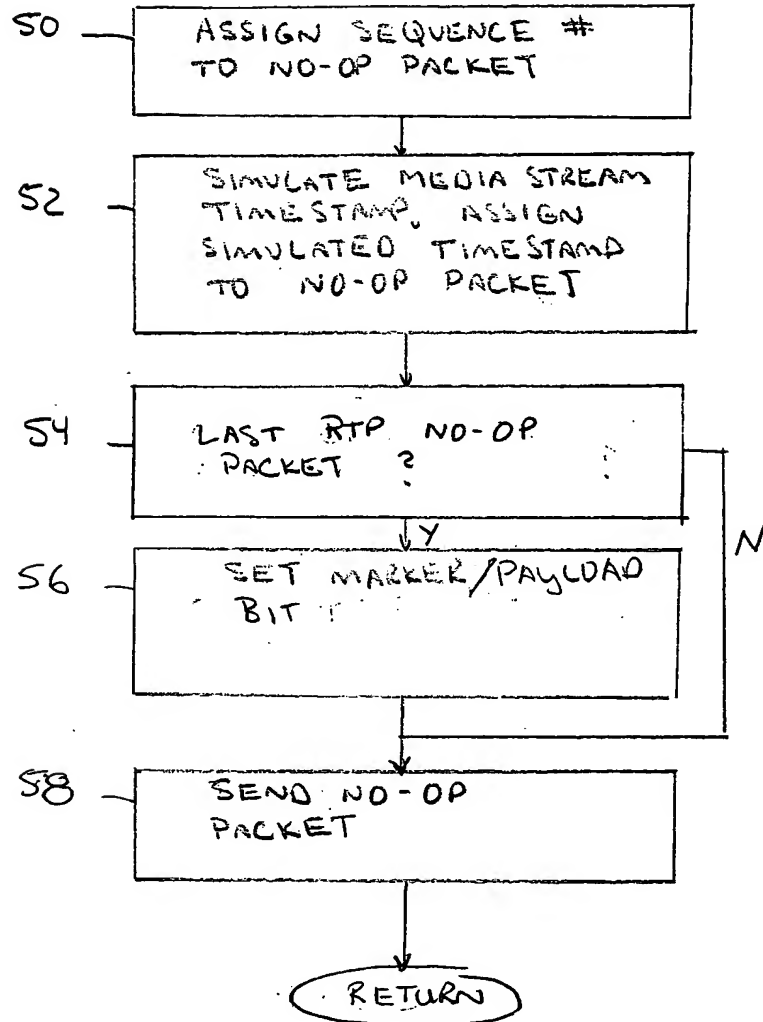 50
ASSIGN SEQUENCE #
TO NO-OP PACKET
52
SIMULATE MEDIA STREAM
TIMESTAMP. ASSIGN
SIMULATED TIMESTAMP
TO NO-OP PACKET
54
LAST RTP NO-OP
PACKET ?
Y
N
56
SET MARKER/PAYLOAD
BIT
58
SEND NO-OP
PACKET
RETURN